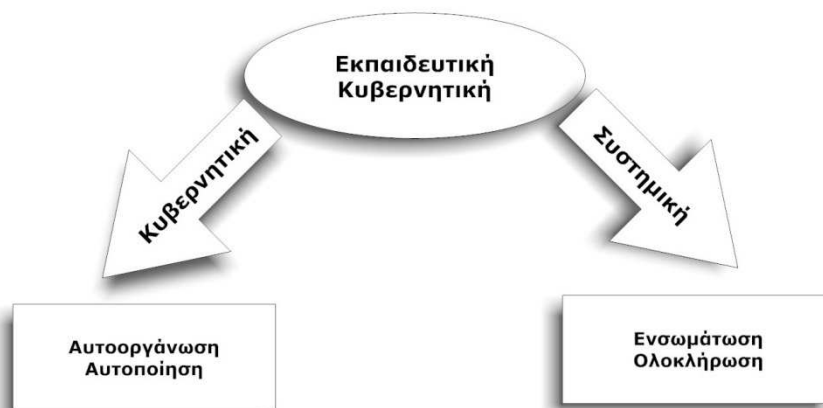 Εκπαιδευτική
Κυβερνητική
Κυβερνητική
Συστημική
Αυτοοργάνωση
Αυτοποίηση
Ενσωμάτωση
Ολοκλήρωση